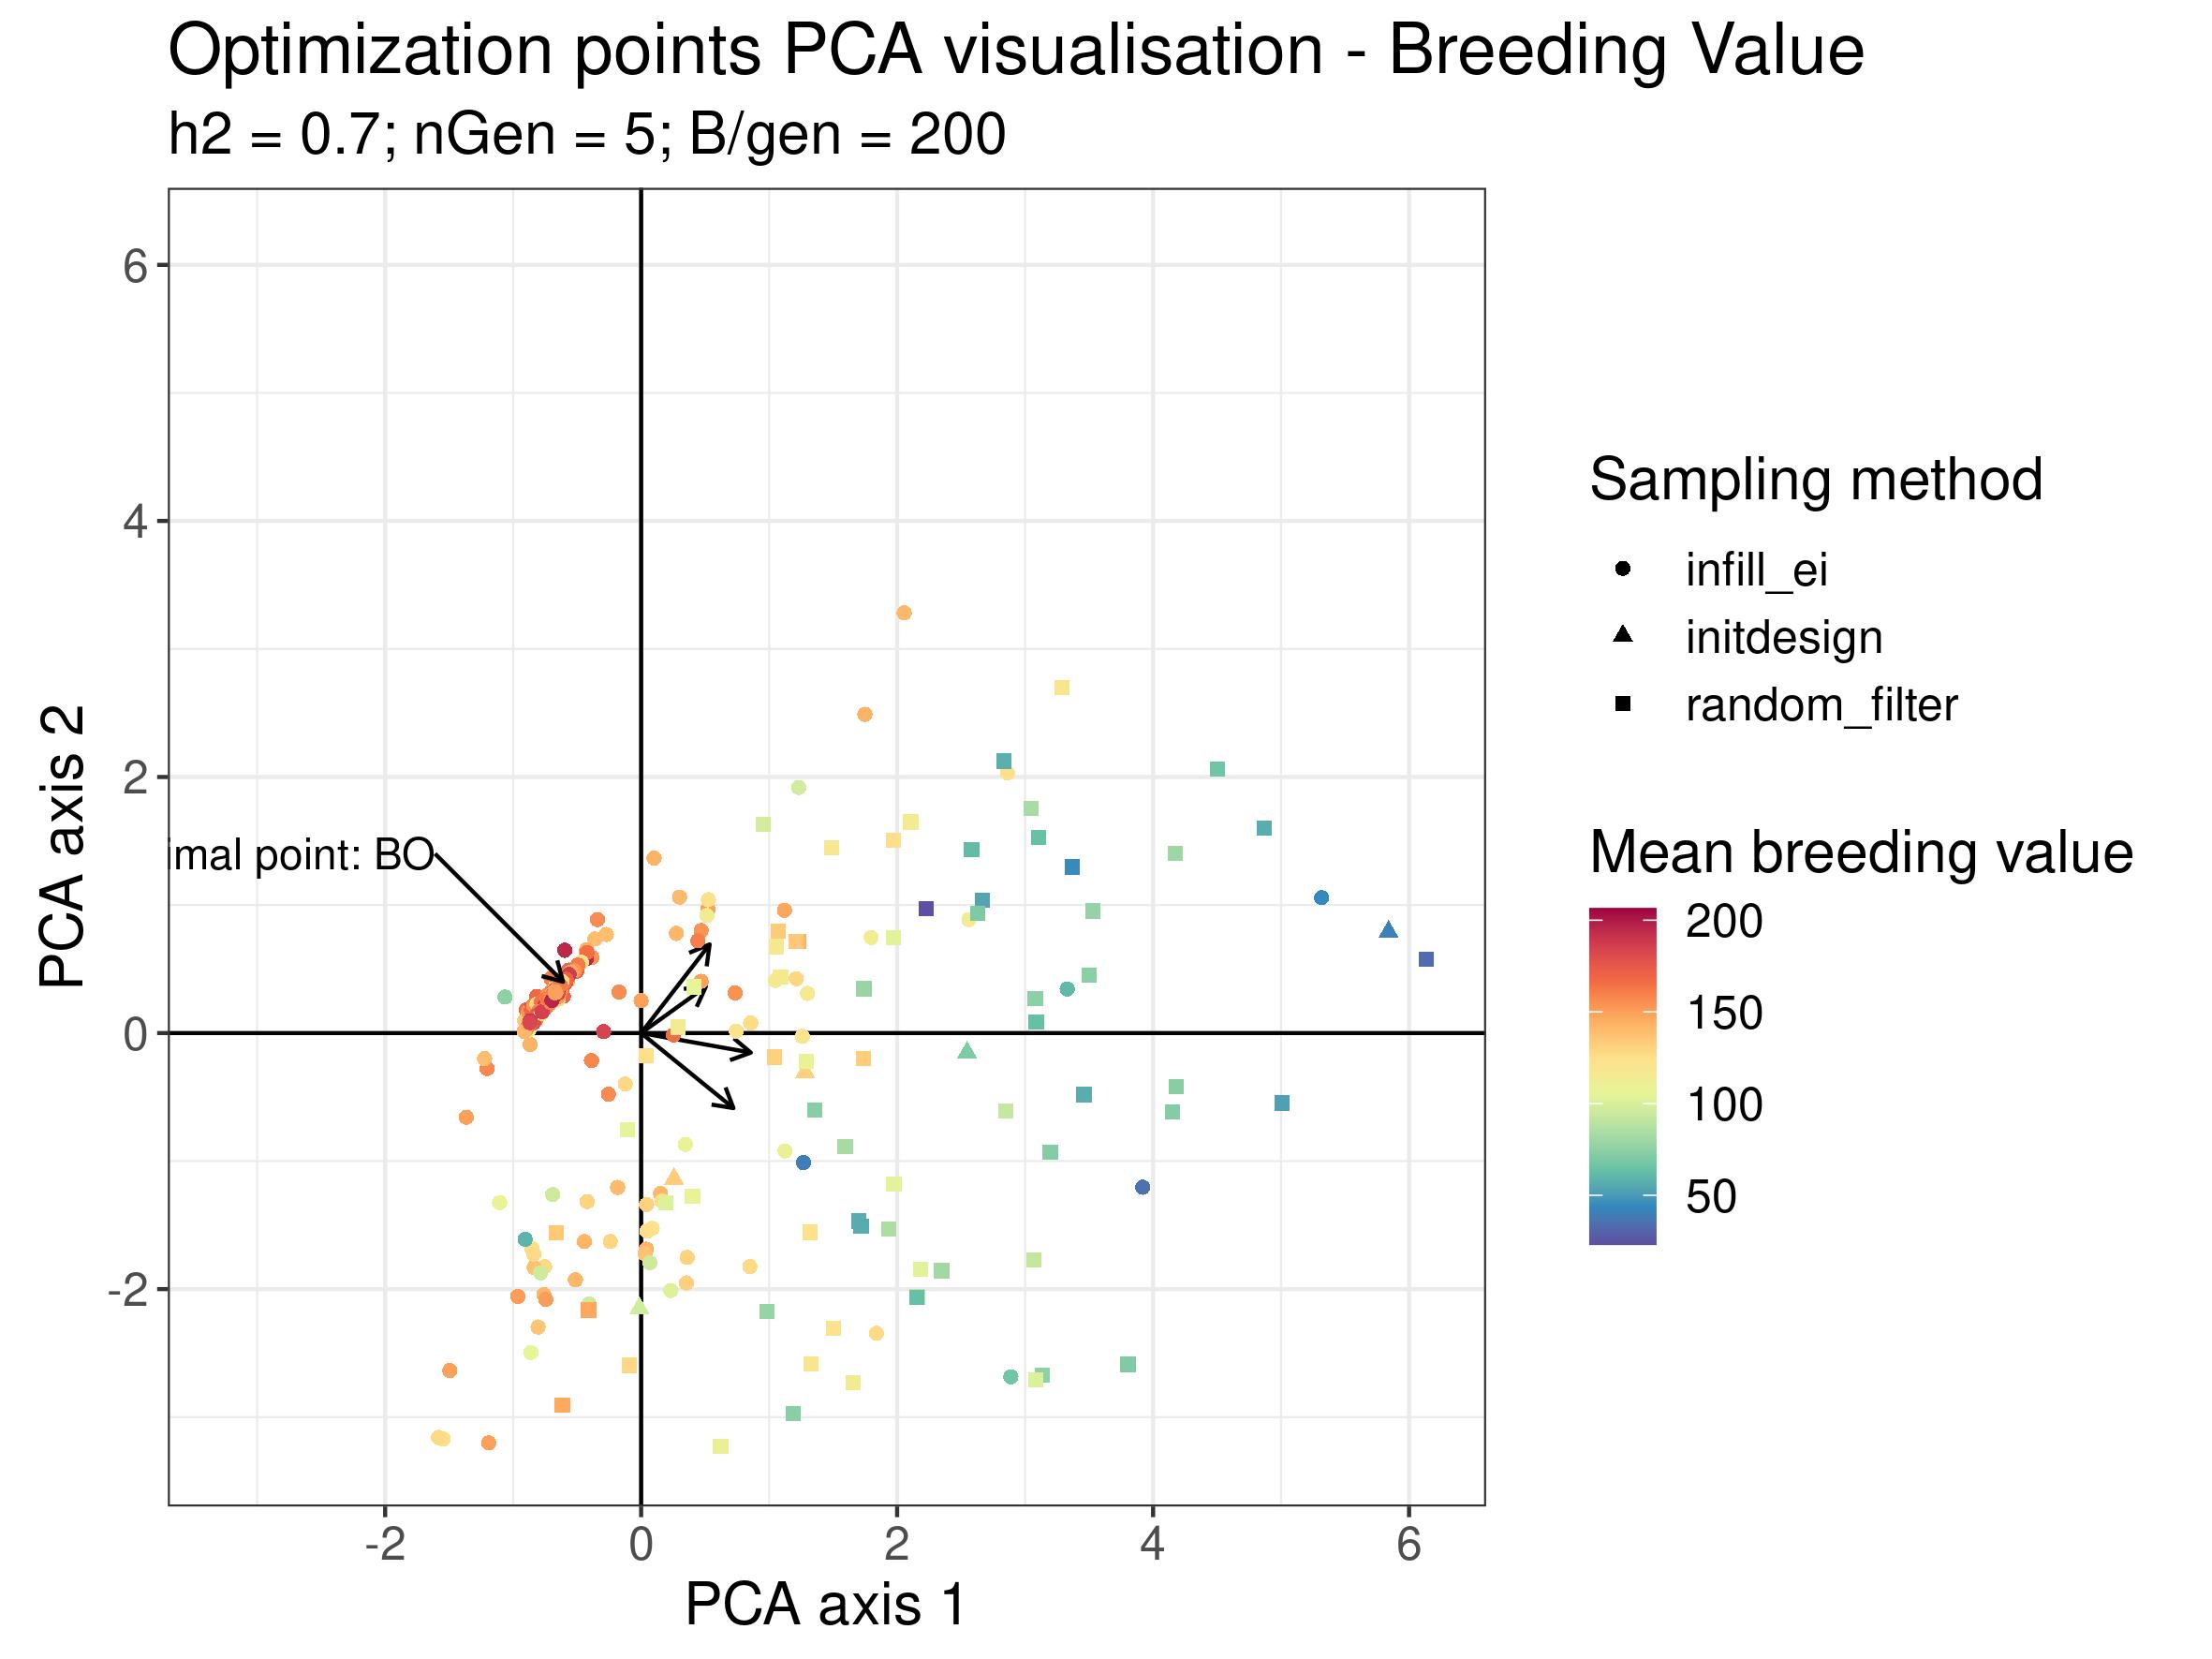 Optimization points PCA visualisation - Breeding Value
h2 = 0.7; nGen = 5; B/gen = 200
PCA axis 2
6
4
2
0
-2
imal point: BO
-2
0
2
4
6
PCA axis 1
Sampling method
infill_ei
initdesign
random_filter
Mean breeding value
200
150
100
50